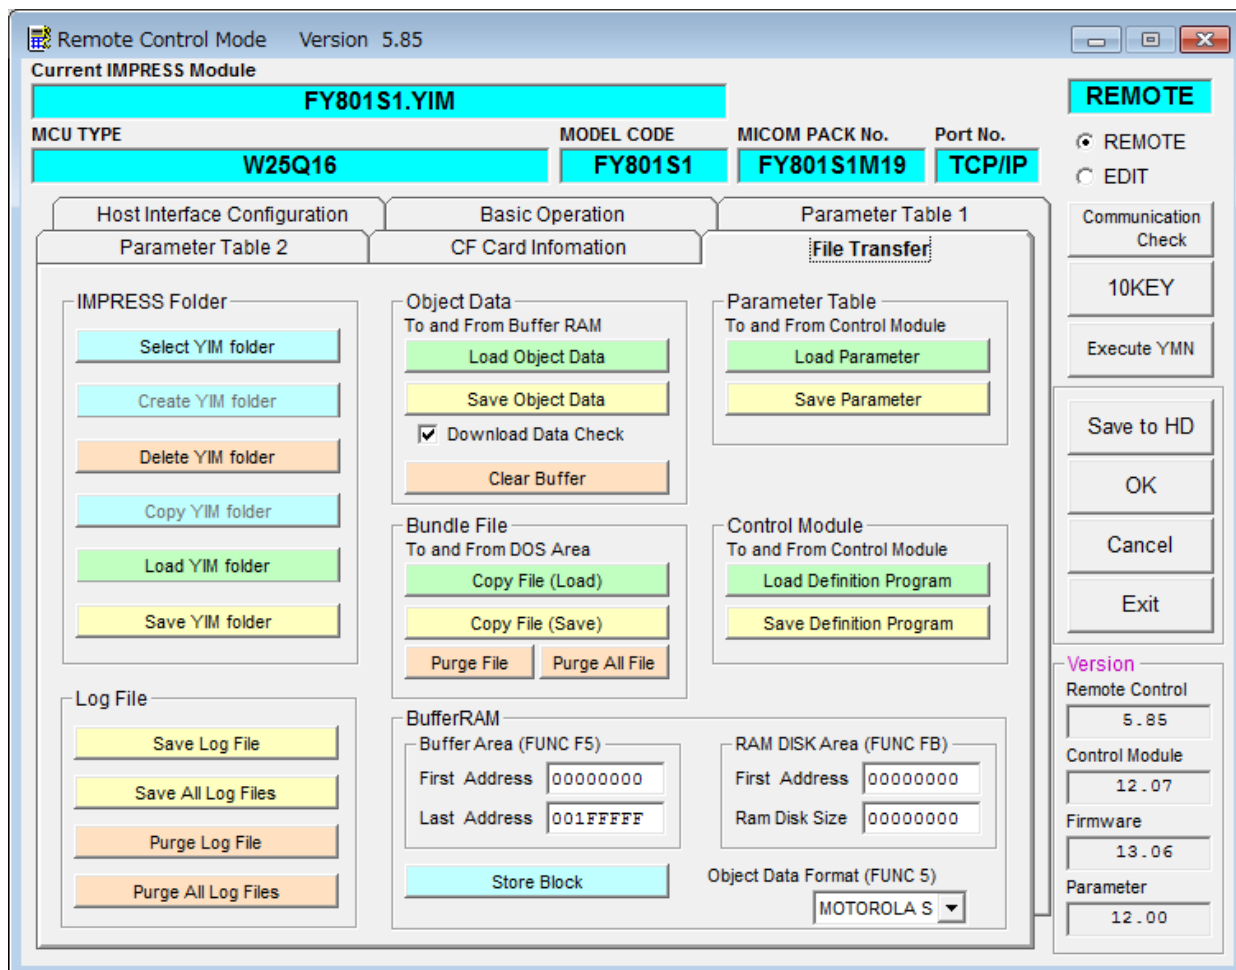 Remote Control Mode Version 5.85
Current IMPRESS Module
FY801S1.YIM
REMOTE
MCU TYPE
MODEL CODE
MICOM PACK No.
Port No.
W25Q16
FY801S1
FY801S1M19
TCP/IP
REMOTE
EDIT
Host Interface Configuration
Basic Operation
Parameter Table 1
Parameter Table 2
CF Card Infomation
File Transfer
IMPRESS Folder
Select YIM folder
Create YIM folder
Delete YIM folder
Copy YIM folder
Load YIM folder
Save YIM folder
Log File
Save Log File
Save All Log Files
Purge Log File
Purge All Log Files
Object Data
To and From Buffer RAM
Load Object Data
Save Object Data
Download Data Check
Clear Buffer
Bundle File
To and From DOS Area
Copy File (Load)
Copy File (Save)
Purge File
Purge All File
Parameter Table
To and From Control Module
Load Parameter
Save Parameter
Control Module
To and From Control Module
Load Definition Program
Save Definition Program
BufferRAM
Buffer Area (FUNC F5)
First Address 00000000
Last Address 001FFFFF
Store Block
RAM DISK Area (FUNC FB)
First Address 00000000
Ram Disk Size 00000000
Object Data Format (FUNC 5)
MOTOROLA S
Communication
Check
10KEY
Execute YMN
Save to HD
OK
Cancel
Exit
Version
Remote Control
5.85
Control Module
12.07
Firmware
13.06
Parameter
12.00